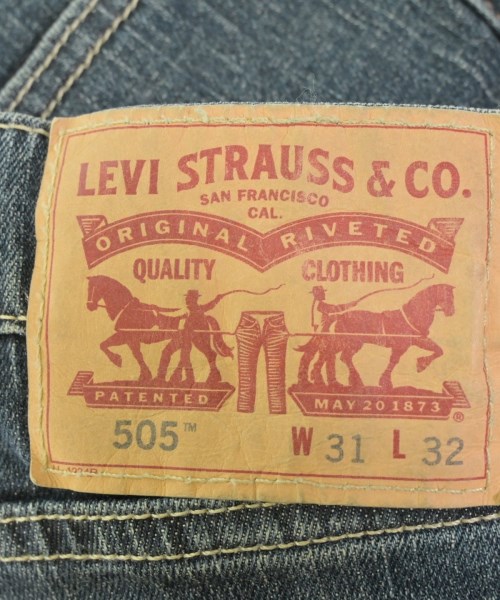 LEVI STRAUSS & CO.
SAN FRANCISCO
CAL.
ORIGINAL RIVETED
QUALITY CLOTHING
PATENTED MAY 20 1873 ®
505™ W 31 L 32